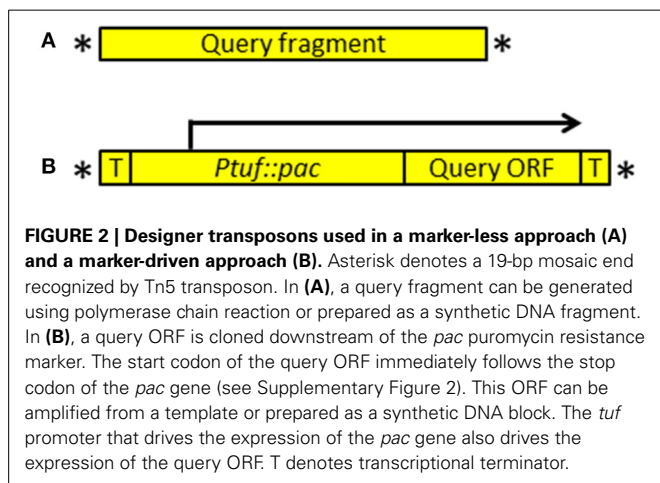 A * Query fragment *
B * T Ptuf::pac Query ORF T *
FIGURE 2 | Designer transposons used in a marker-less approach (A)
and a marker-driven approach (B). Asterisk denotes a 19-bp mosaic end
recognized by Tn5 transposon. In (A), a query fragment can be generated
using polymerase chain reaction or prepared as a synthetic DNA fragment.
In (B), a query ORF is cloned downstream of the pac puromycin resistance
marker. The start codon of the query ORF immediately follows the stop
codon of the pac gene (see Supplementary Figure 2). This ORF can be
amplified from a template or prepared as a synthetic DNA block. The tuf
promoter that drives the expression of the pac gene also drives the
expression of the query ORF. T denotes transcriptional terminator.